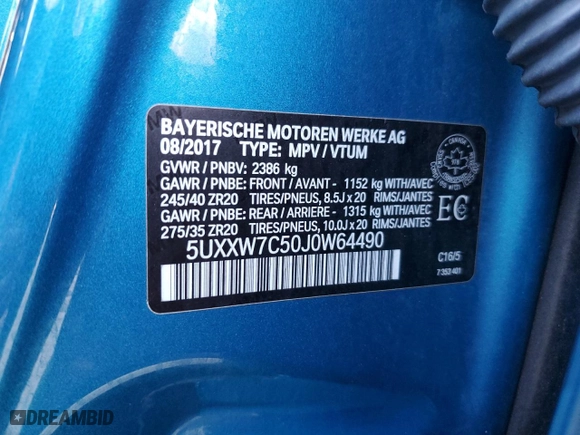 BAYERISCHE MOTOREN WERKE AG
08/2017 TYPE: MPV / VTUM
GVWR / PNBV: 2386 kg
GAWR / PNBE: FRONT / AVANT - 1152 kg WITH/AVEC
245/40 ZR20 TIRES/PNEUS, 8.5J x 20 RIMS/JANTES
GAWR / PNBE: REAR / ARRIERE - 1315 kg WITH/AVEC
275/35 ZR20 TIRES/PNEUS, 10.0J x 20 RIMS/JANTES
5UXXW7C50J0W64490
CANADA
EC
C16/5
7 353 401
DREAMBID